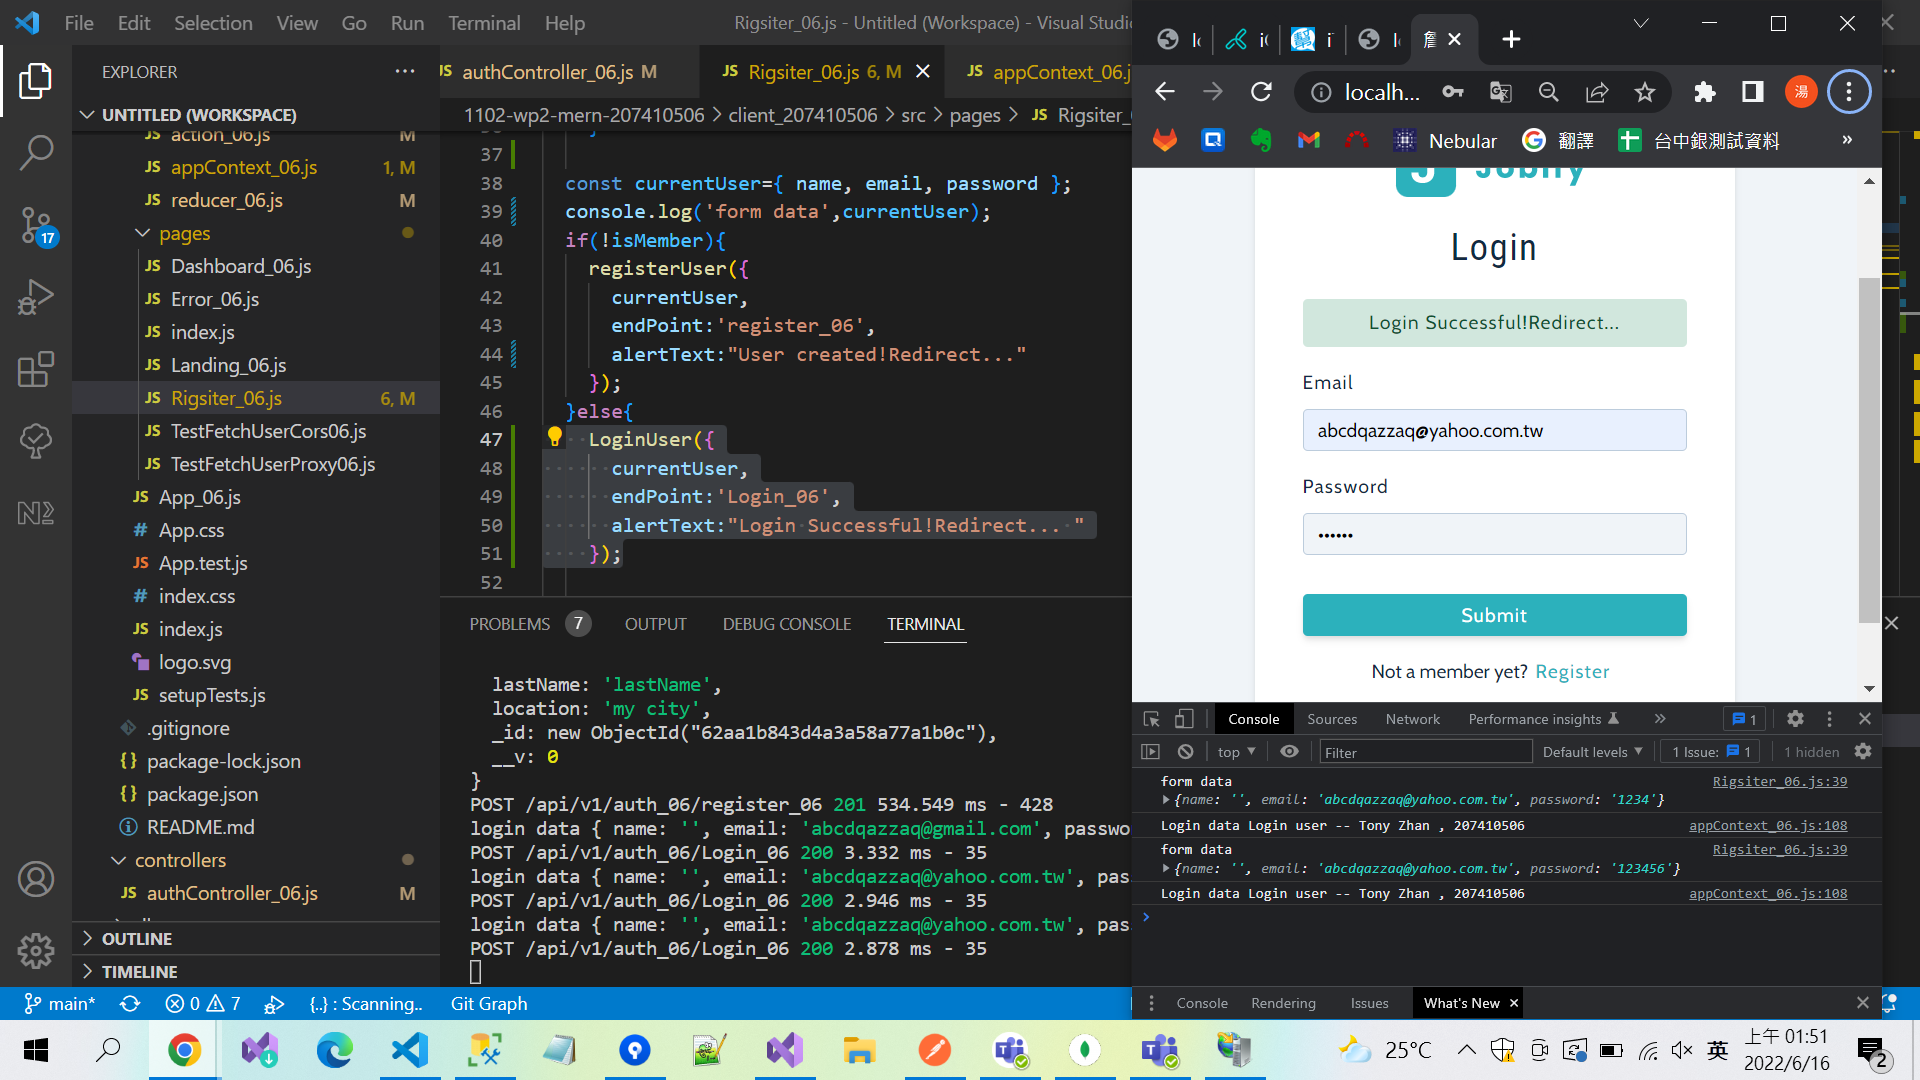 File Edit Selection View Go Run Terminal Help
Rigsiter_06.js - Untitled (Workspace) - Visual Studio
EXPLORER
UNTITLED (WORKSPACE)
action_06.js M
appContext_06.js 1, M
reducer_06.js M
pages
Dashboard_06.js
Error_06.js
index.js
Landing_06.js
Rigsiter_06.js 6, M
TestFetchUserCors06.js
TestFetchUserProxy06.js
App_06.js
App.css
App.test.js
index.css
index.js
logo.svg
setupTests.js
.gitignore
package-lock.json
package.json
README.md
controllers
authController_06.js M
OUTLINE
TIMELINE
17
JS authController_06.js M
JS Rigsiter_06.js 6, M
JS appContext_06.j
1102-wp2-mern-207410506 > client_207410506 > src > pages > JS Rigsiter_
37
38 const currentUser={ name, email, password };
39 console.log('form data',currentUser);
40 if(!isMember){
41 registerUser({
42 currentUser,
43 endPoint:'register_06',
44 alertText:"User created!Redirect..."
45 });
46 }else{
47 LoginUser({
48 currentUser,
49 endPoint:'Login_06',
50 alertText:"Login Successful!Redirect... "
51 });
52
PROBLEMS 7 OUTPUT DEBUG CONSOLE TERMINAL
lastName: 'lastName',
location: 'my city',
_id: new ObjectId("62aa1b843d4a3a58a77a1b0c"),
__v: 0
}
POST /api/v1/auth_06/register_06 201 534.549 ms - 428
login data { name: '', email: 'abcdqazzaq@gmail.com', passwo
POST /api/v1/auth_06/Login_06 200 3.332 ms - 35
login data { name: '', email: 'abcdqazzaq@yahoo.com.tw', pas
POST /api/v1/auth_06/Login_06 200 2.946 ms - 35
login data { name: '', email: 'abcdqazzaq@yahoo.com.tw', pas
POST /api/v1/auth_06/Login_06 200 2.878 ms - 35
main* 0 7 {..} : Scanning.. Git Graph
localh...
湯
Nebular 翻譯 台中銀測試資料 »
Jobify
Login
Login Successful!Redirect...
Email
abcdqazzaq@yahoo.com.tw
Password
••••••
Submit
Not a member yet? Register
Console Sources Network Performance insights » 1
top Filter Default levels 1 Issue: 1 1 hidden
form data Rigsiter_06.js:39
{name: '', email: 'abcdqazzaq@yahoo.com.tw', password: '1234'}
Login data Login user -- Tony Zhan , 207410506 appContext_06.js:108
form data Rigsiter_06.js:39
{name: '', email: 'abcdqazzaq@yahoo.com.tw', password: '123456'}
Login data Login user -- Tony Zhan , 207410506 appContext_06.js:108
Console Rendering Issues What's New
25°C 英 上午 01:51
2022/6/16 2